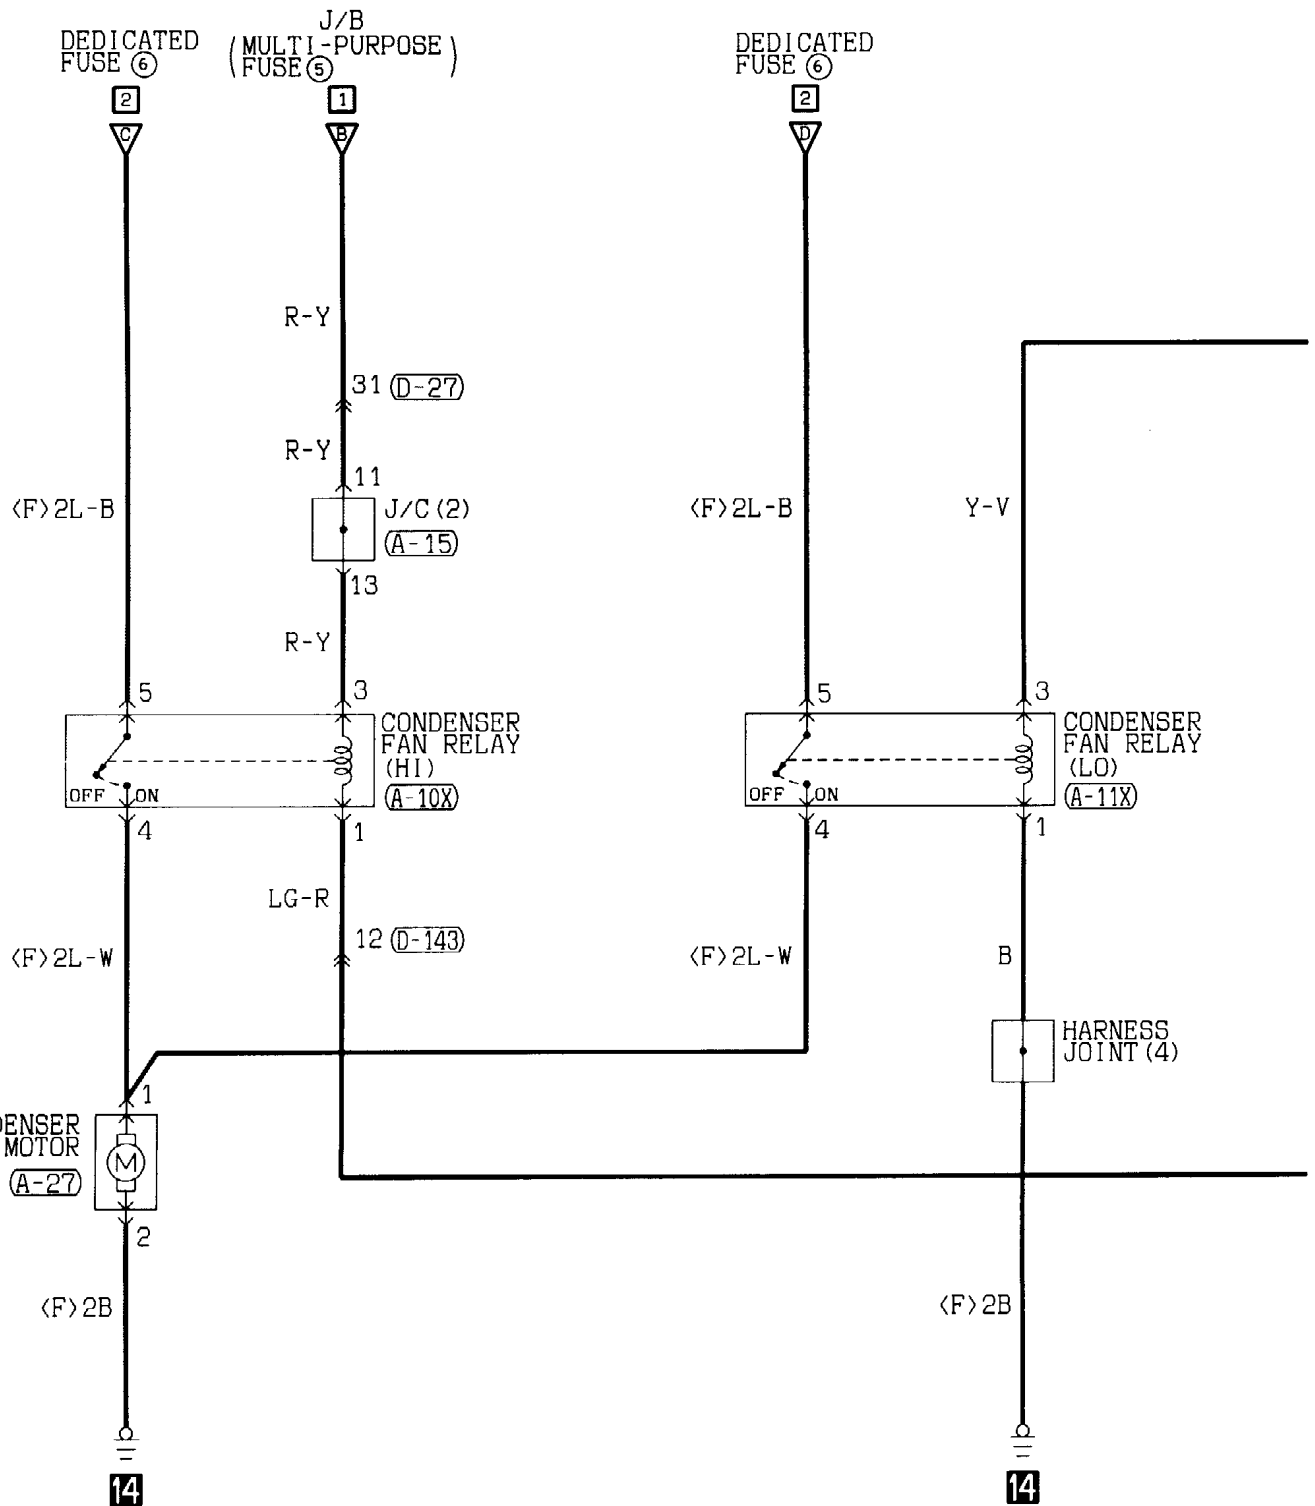 DEDICATED
FUSE ⑥
2
C
J/B
(MULTI-PURPOSE
FUSE⑤)
1
B
DEDICATED
FUSE ⑥
2
D
R-Y
31 (D-27)
R-Y
11
<F>2L-B
J/C(2)
(A-15)
13
<F>2L-B
Y-V
R-Y
5
3
CONDENSER
FAN RELAY
(HI)
(A-10X)
OFF
ON
4
1
5
3
CONDENSER
FAN RELAY
(LO)
(A-11X)
OFF
ON
4
1
LG-R
12 (D-143)
<F>2L-W
<F>2L-W
B
HARNESS
JOINT(4)
1
DENSER
MOTOR
(A-27)
M
2
<F>2B
<F>2B
14
14